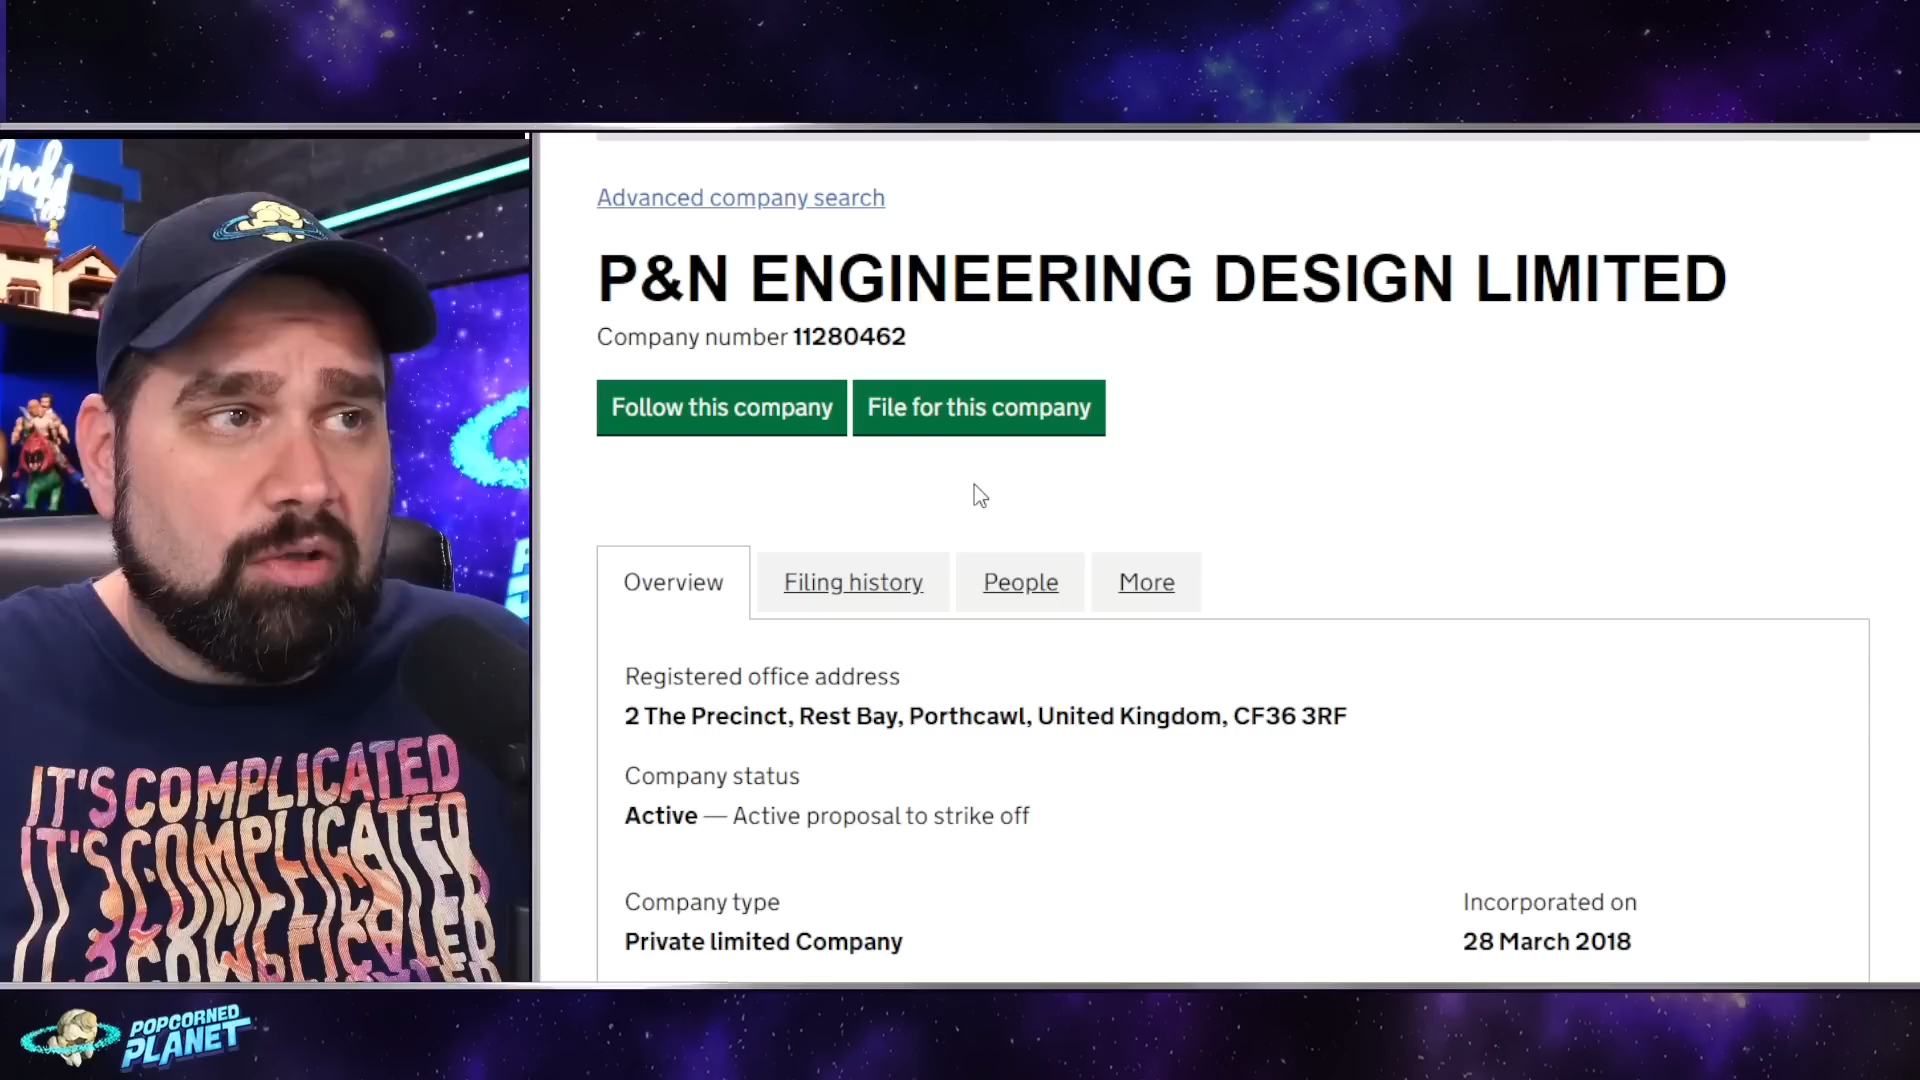 Andy
Advanced company search
P&N ENGINEERING DESIGN LIMITED
Company number 11280462
Follow this company
File for this company
Overview
Filing history
People
More
Registered office address
2 The Precinct, Rest Bay, Porthcawl, United Kingdom, CF36 3RF
Company status
Active — Active proposal to strike off
Company type
Private limited Company
Incorporated on
28 March 2018
IT'S COMPLICATED
IT'S COMPLICATED
IT'S COMPLICATED
POPCORNED
PLANET